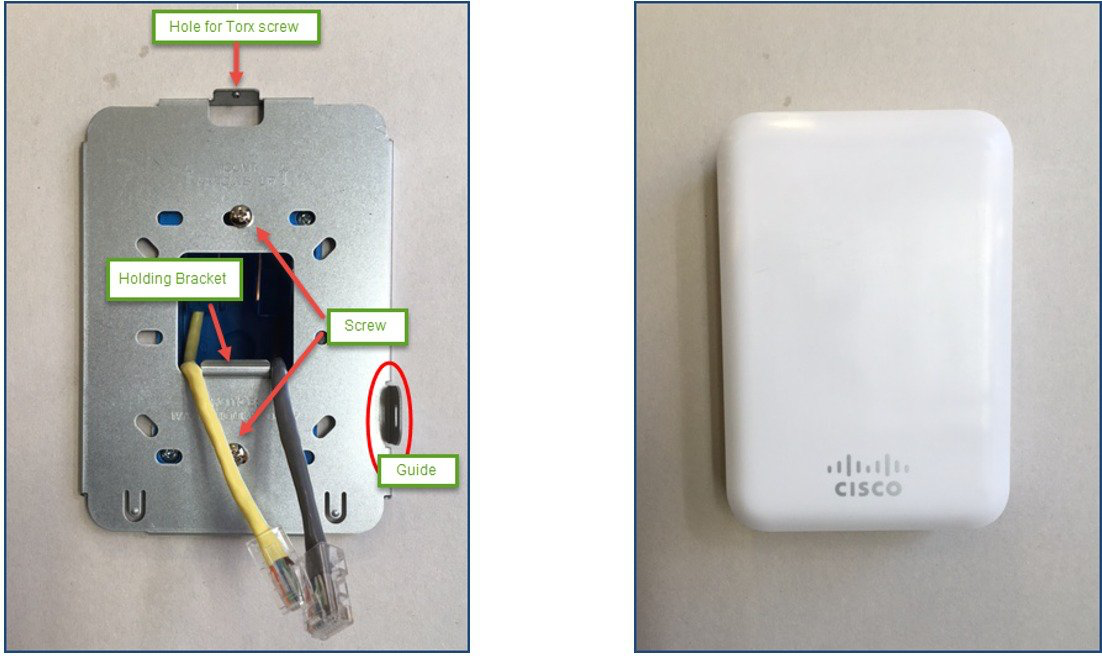 Hole for Torx screw
Holding Bracket
Screw
Guide
CISCO